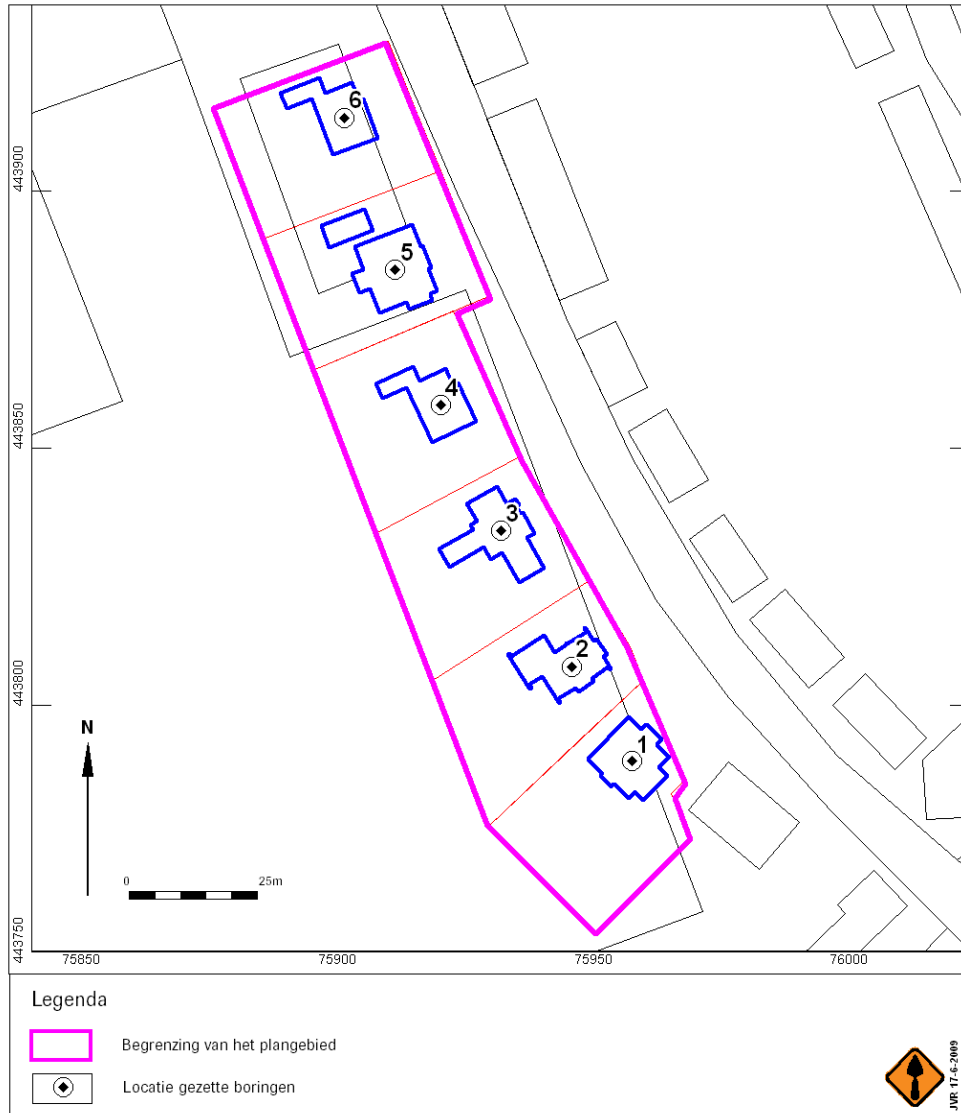 6
443900
5
4
443850
3
2
443800
1
N
0 25m
443750
75850 75900 75950 76000
Legenda
Begrenzing van het plangebied
Locatie gezette boringen
JVR 17-6-2009